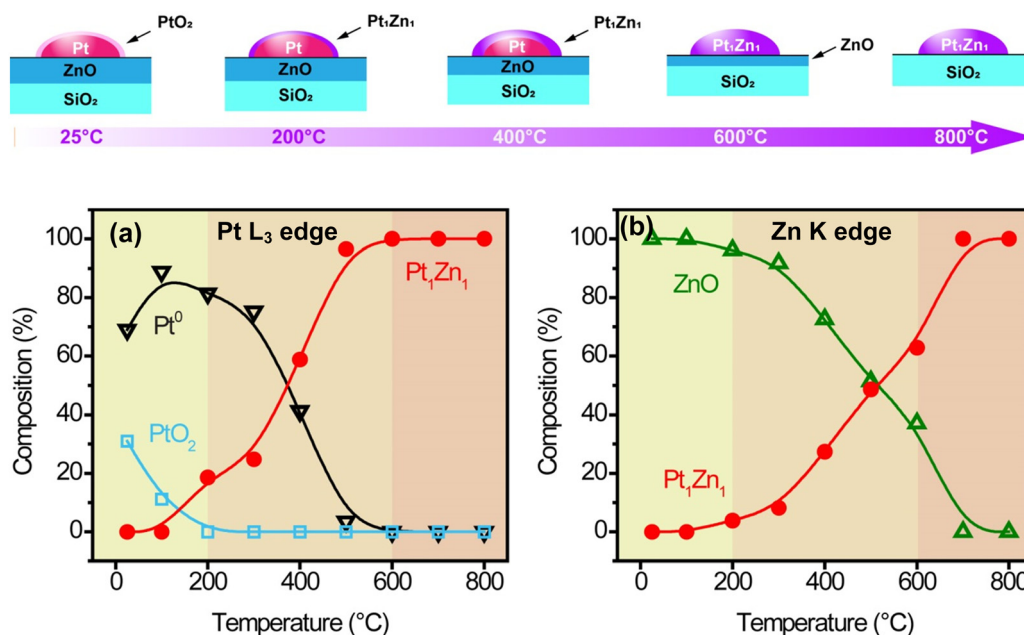 PtO₂ Pt₁Zn₁ Pt₁Zn₁
Pt Pt Pt Pt₁Zn₁ ZnO Pt₁Zn₁
ZnO ZnO ZnO
SiO₂ SiO₂ SiO₂ SiO₂ SiO₂
25°C 200°C 400°C 600°C 800°C
(a) Pt L₃ edge
Composition (%)
100
80
60
40
20
0
Pt₁Zn₁
Pt⁰
PtO₂
0 200 400 600 800
Temperature (°C)
(b) Zn K edge
Composition (%)
100
80
60
40
20
0
ZnO
Pt₁Zn₁
0 200 400 600 800
Temperature (°C)